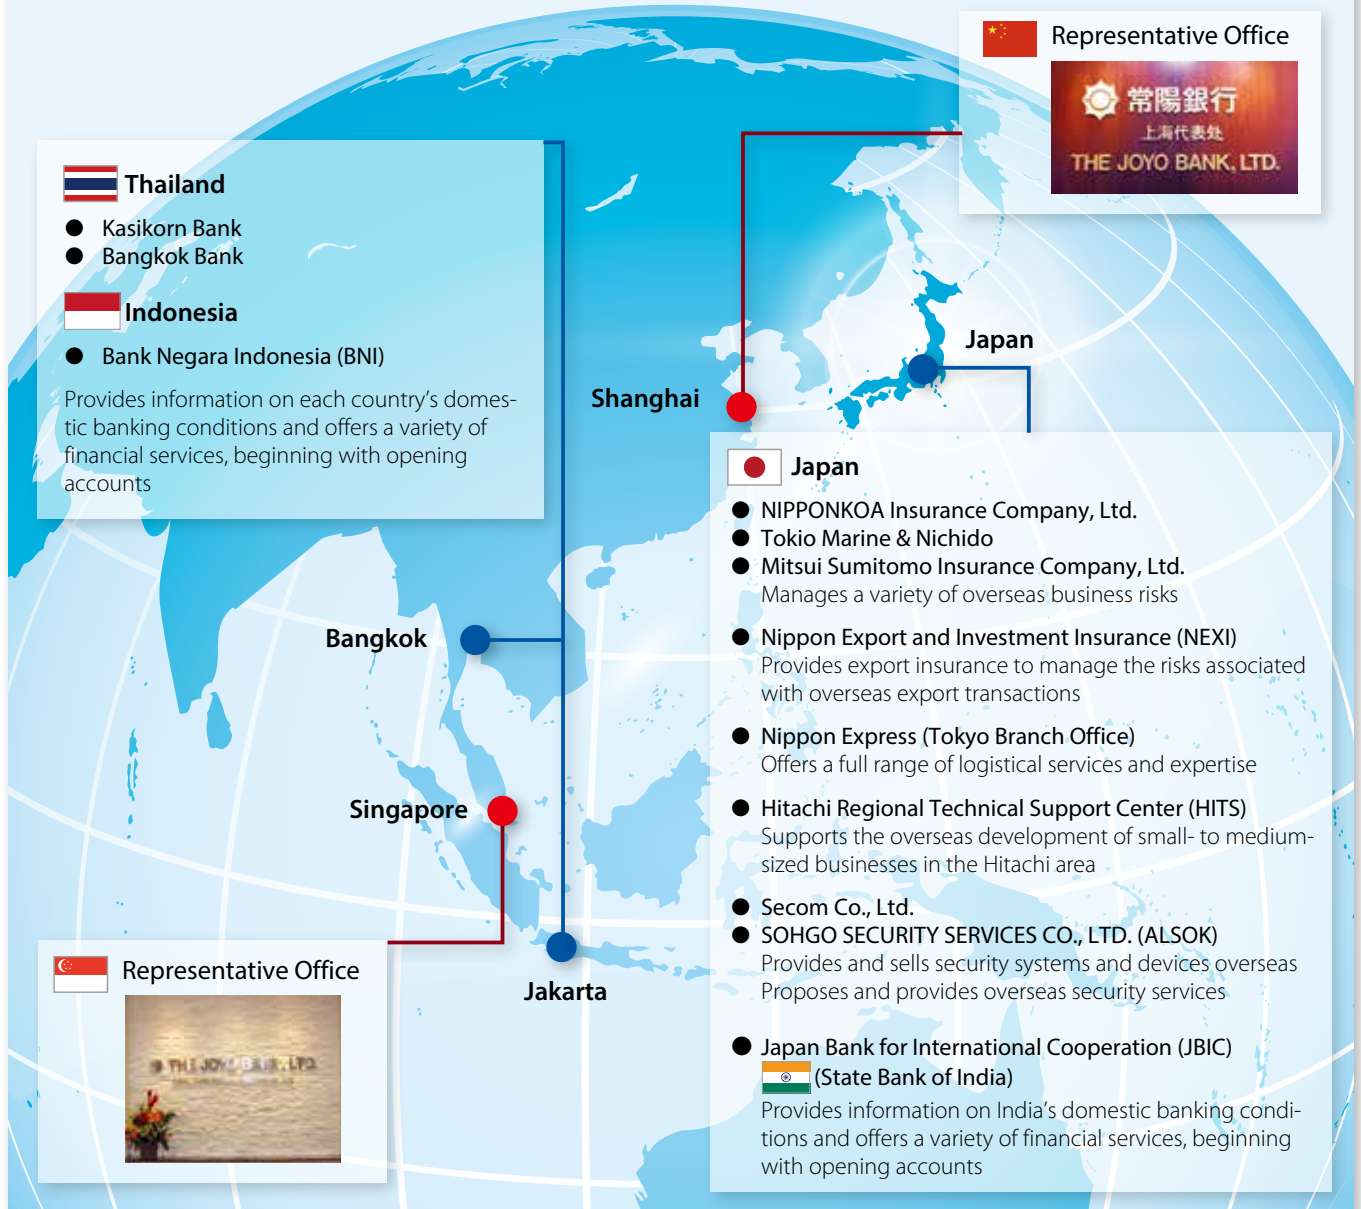 Representative Office
常陽銀行
上海代表处
THE JOYO BANK, LTD.
Thailand
● Kasikorn Bank
● Bangkok Bank
Indonesia
● Bank Negara Indonesia (BNI)
Provides information on each country’s domes-
tic banking conditions and offers a variety of
financial services, beginning with opening
accounts
Japan
Shanghai
Japan
● NIPPONKOA Insurance Company, Ltd.
● Tokio Marine & Nichido
● Mitsui Sumitomo Insurance Company, Ltd.
Manages a variety of overseas business risks
● Nippon Export and Investment Insurance (NEXI)
Provides export insurance to manage the risks associated
with overseas export transactions
● Nippon Express (Tokyo Branch Office)
Offers a full range of logistical services and expertise
● Hitachi Regional Technical Support Center (HITS)
Supports the overseas development of small- to medium-
sized businesses in the Hitachi area
● Secom Co., Ltd.
● SOHGO SECURITY SERVICES CO., LTD. (ALSOK)
Provides and sells security systems and devices overseas
Proposes and provides overseas security services
● Japan Bank for International Cooperation (JBIC)
(State Bank of India)
Provides information on India’s domestic banking condi-
tions and offers a variety of financial services, beginning
with opening accounts
Bangkok
Singapore
Jakarta
Representative Office
THE JOYO BANK, LTD.